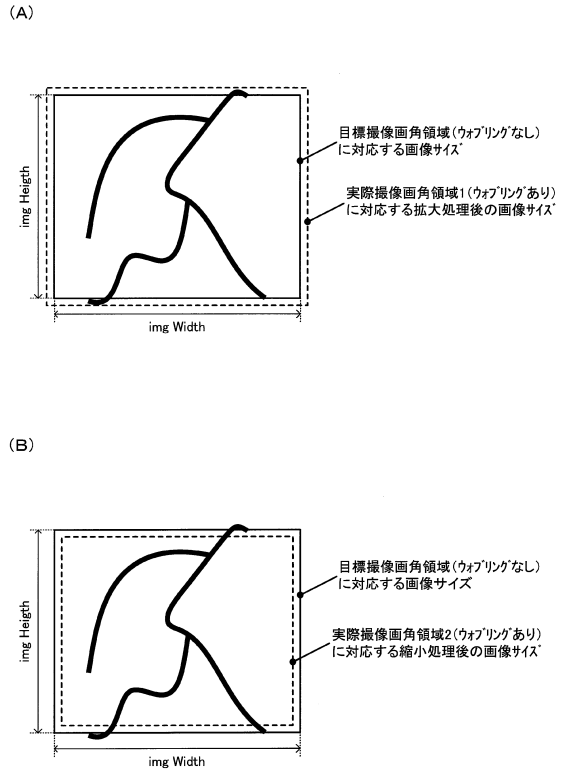 (A)
目標撮像画角領域(ウォブリングなし)
に対応する画像サイズ
実際撮像画角領域1(ウォブリングあり)
に対応する拡大処理後の画像サイズ
img Heigth
img Width
(B)
目標撮像画角領域(ウォブリングなし)
に対応する画像サイズ
実際撮像画角領域2(ウォブリングあり)
に対応する縮小処理後の画像サイズ
img Heigth
img Width